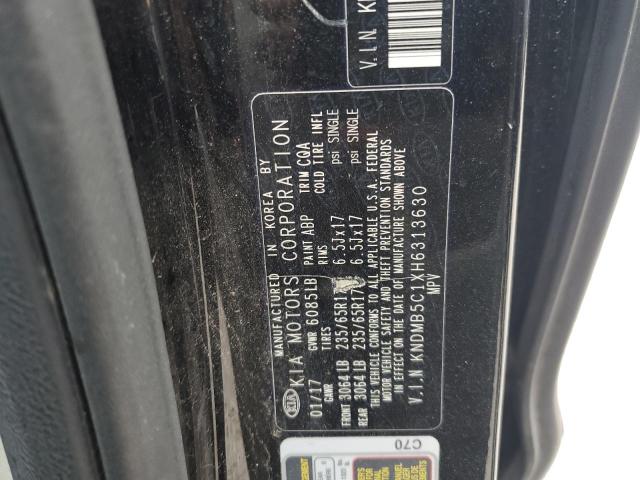 V.I.N. K
MANUFACTURED IN KOREA BY
KIA KIA MOTORS CORPORATION
01/17 GVWR 6085LB PAINT ABP TRIM CQA
GAWR TIRES RIMS COLD TIRE INFL
FRONT 3064LB 235/65R17 6.5Jx17 psi SINGLE
REAR 3064LB 235/65R17 6.5Jx17 psi SINGLE
THIS VEHICLE CONFORMS TO ALL APPLICABLE U.S.A. FEDERAL
MOTOR VEHICLE SAFETY AND THEFT PREVENTION STANDARDS
IN EFFECT ON THE DATE OF MANUFACTURE SHOWN ABOVE
V.I.N KNDMB5C1XH6313630
MPV
C70